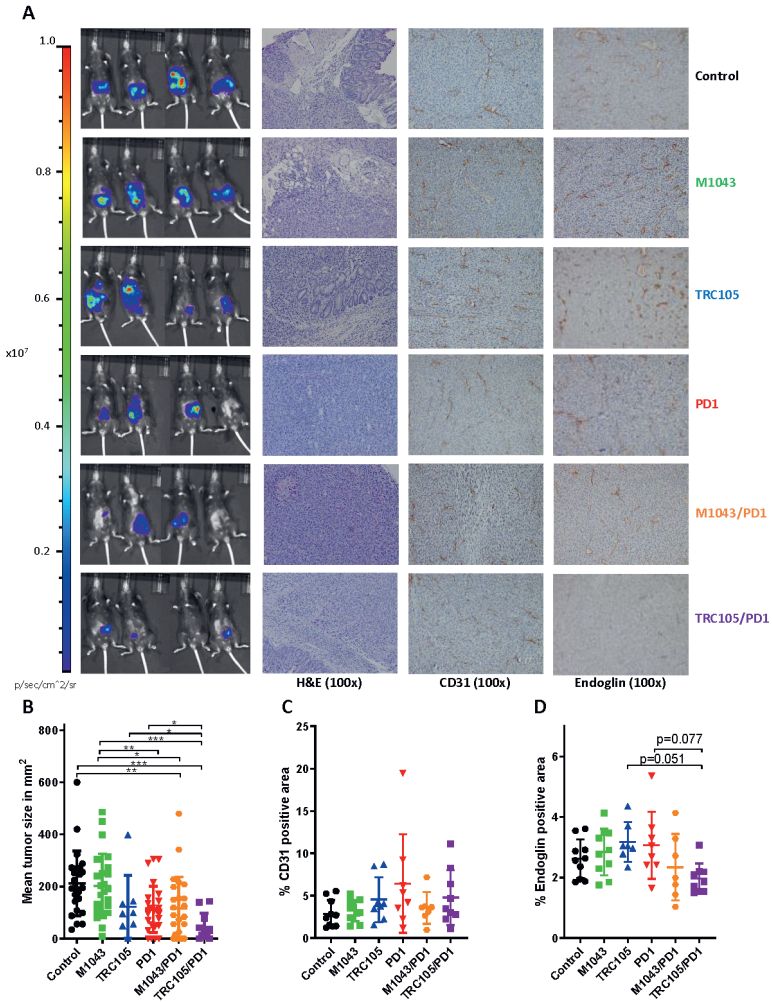 A
1.0
0.8
0.6
x10⁷
0.4
0.2
p/sec/cm^2/sr
Control
M1043
TRC105
PD1
M1043/PD1
TRC105/PD1
H&E (100x)
CD31 (100x)
Endoglin (100x)
B
Mean tumor size in mm²
800
600
400
200
0
*
*
***
**
*
***
**
Control
M1043
TRC105
PD1
M1043/PD1
TRC105/PD1
C
% CD31 positive area
25
20
15
10
5
0
Control
M1043
TRC105
PD1
M1043/PD1
TRC105/PD1
D
% Endoglin positive area
6
4
2
0
p=0.077
p=0.051
Control
M1043
TRC105
PD1
M1043/PD1
TRC105/PD1